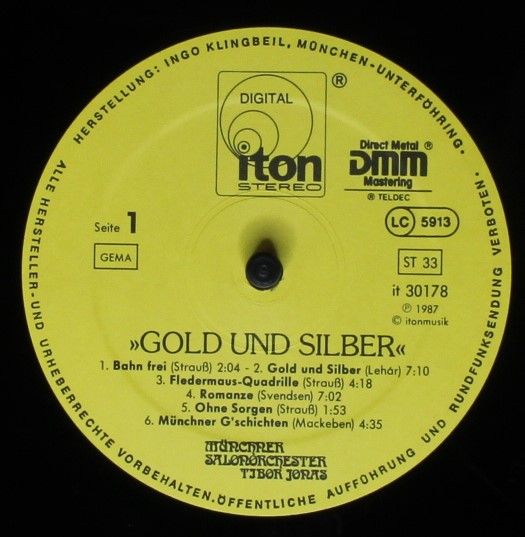 HERSTELLUNG: INGO KLINGBEIL, MÜNCHEN-UNTERFÖHRING·
ALLE HERSTELLER-UND URHEBERRECHTE VORBEHALTEN.ÖFFENTLICHE AUFFÜHRUNG UND RUNDFUNKSENDUNG VERBOTEN.
®
DIGITAL
iton
STEREO
Direct Metal ®
DMM
Mastering
® TELDEC
Seite 1
LC 5913
GEMA
ST 33
it 30178
℗ 1987
© itonmusik
»GOLD UND SILBER«
1. Bahn frei (Strauß) 2:04 - 2. Gold und Silber (Lehár) 7:10
3. Fledermaus-Quadrille (Strauß) 4:18
4. Romanze (Svendsen) 7:02
5. Ohne Sorgen (Strauß) 1:53
6. Münchner G'schichten (Mackeben) 4:35
MÜNCHNER
SALONORCHESTER
TIBOR JONAS